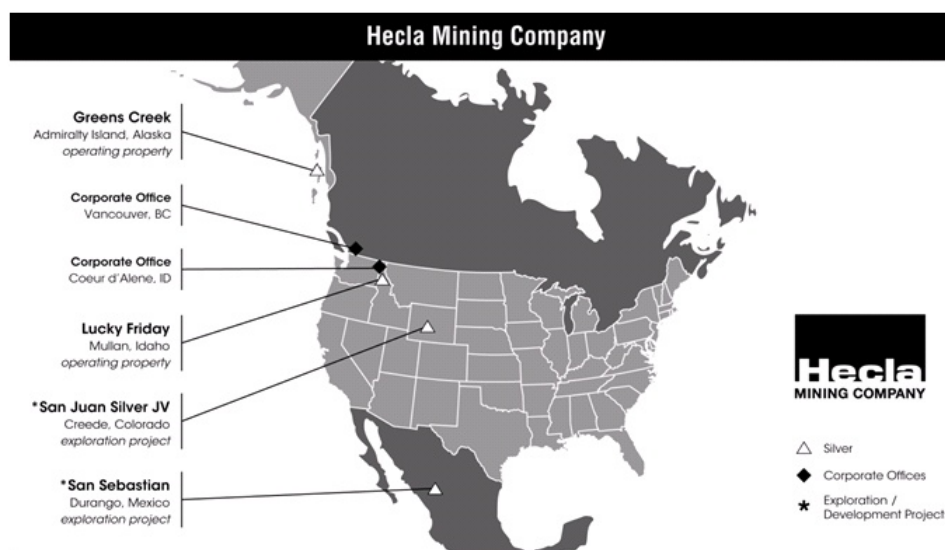 Hecla Mining Company
Greens Creek
Admiralty Island, Alaska
operating property
Corporate Office
Vancouver, BC
Corporate Office
Coeur d'Alene, ID
Lucky Friday
Mullan, Idaho
operating property
*San Juan Silver JV
Creede, Colorado
exploration project
*San Sebastian
Durango, Mexico
exploration project
Hecla
MINING COMPANY
Silver
Corporate Offices
* Exploration /
Development Projects